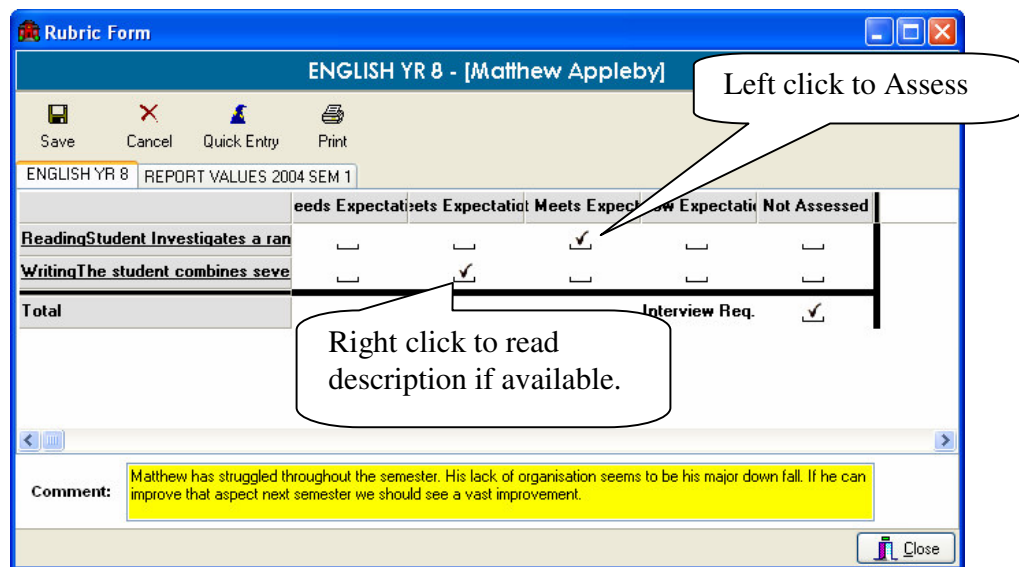 Rubric Form
ENGLISH YR 8 - [Matthew Appleby]
Left click to Assess
Save Cancel Quick Entry Print
ENGLISH YR 8 REPORT VALUES 2004 SEM 1
eeds Expectati eets Expectatio t Meets Expect ow Expectatio Not Assessed
ReadingStudent Investigates a ran
WritingThe student combines seve
Total Interview Req.
Right click to read
description if available.
Comment:
Matthew has struggled throughout the semester. His lack of organisation seems to be his major down fall. If he can
improve that aspect next semester we should see a vast improvement.
Close